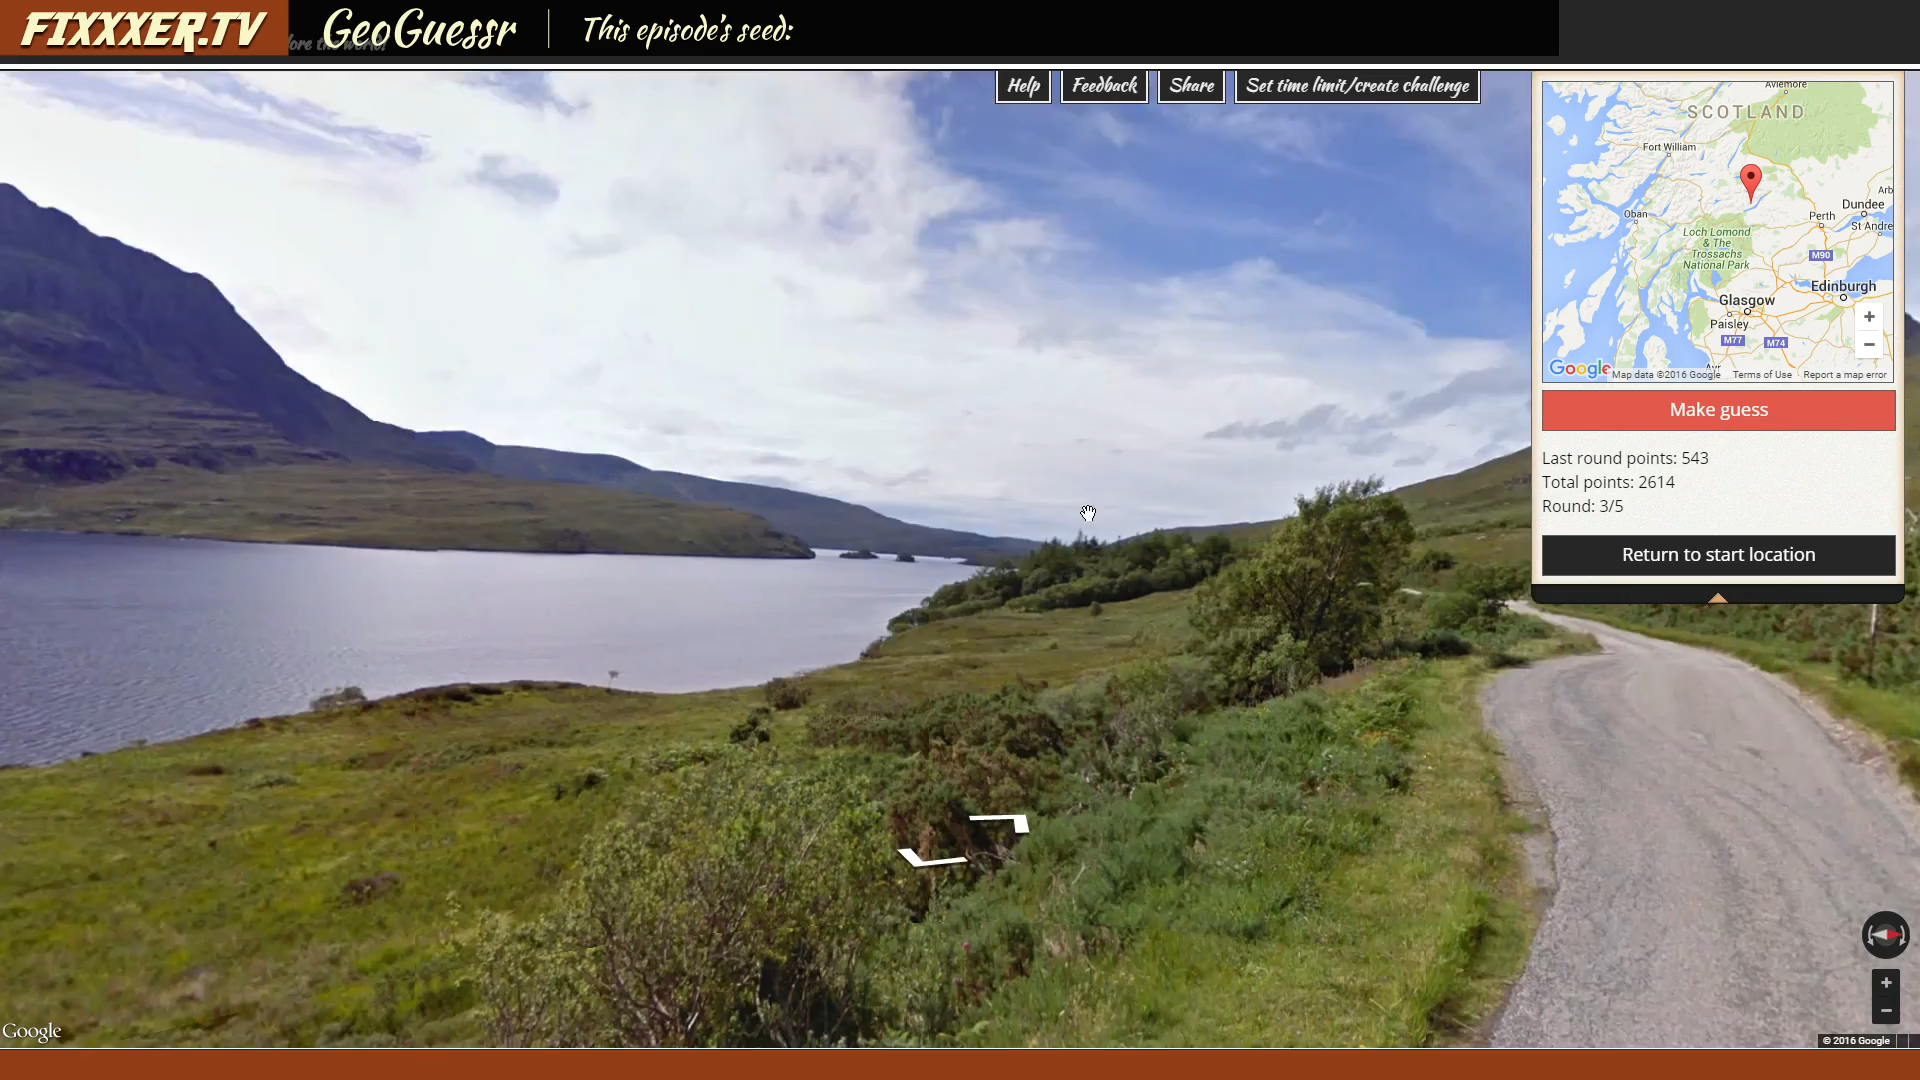 FIXXXER.TV
GeoGuessr
This episode's seed:
Help
Feedback
Share
Set time limit/create challenge
Aviemore
SCOTLAND
Fort William
Oban
Dundee
Perth
St Andre
Loch Lomond
& The
Trossachs
National Park
M90
Edinburgh
Glasgow
Paisley
M77
M74
Google
Map data ©2016 Google
Terms of Use
Report a map error
Make guess
Last round points: 543
Total points: 2614
Round: 3/5
Return to start location
Google
© 2016 Google